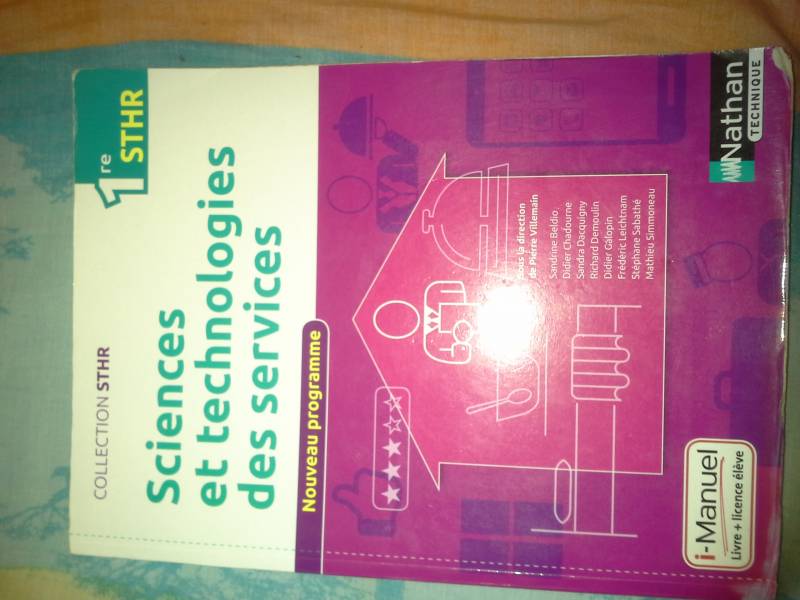 COLLECTION STHR
1re
STHR
Sciences
et technologies
des services
Nouveau programme
sous la direction
de Pierre Villemain
Sandrine Beldio
Didier Chadourne
Sandra Dacquigny
Richard Demoulin
Didier Galopin
Frédéric Leichtnam
Stéphane Sabathé
Mathieu Simmoneau
i-Manuel
Livre + licence élève
Nathan
TECHNIQUE